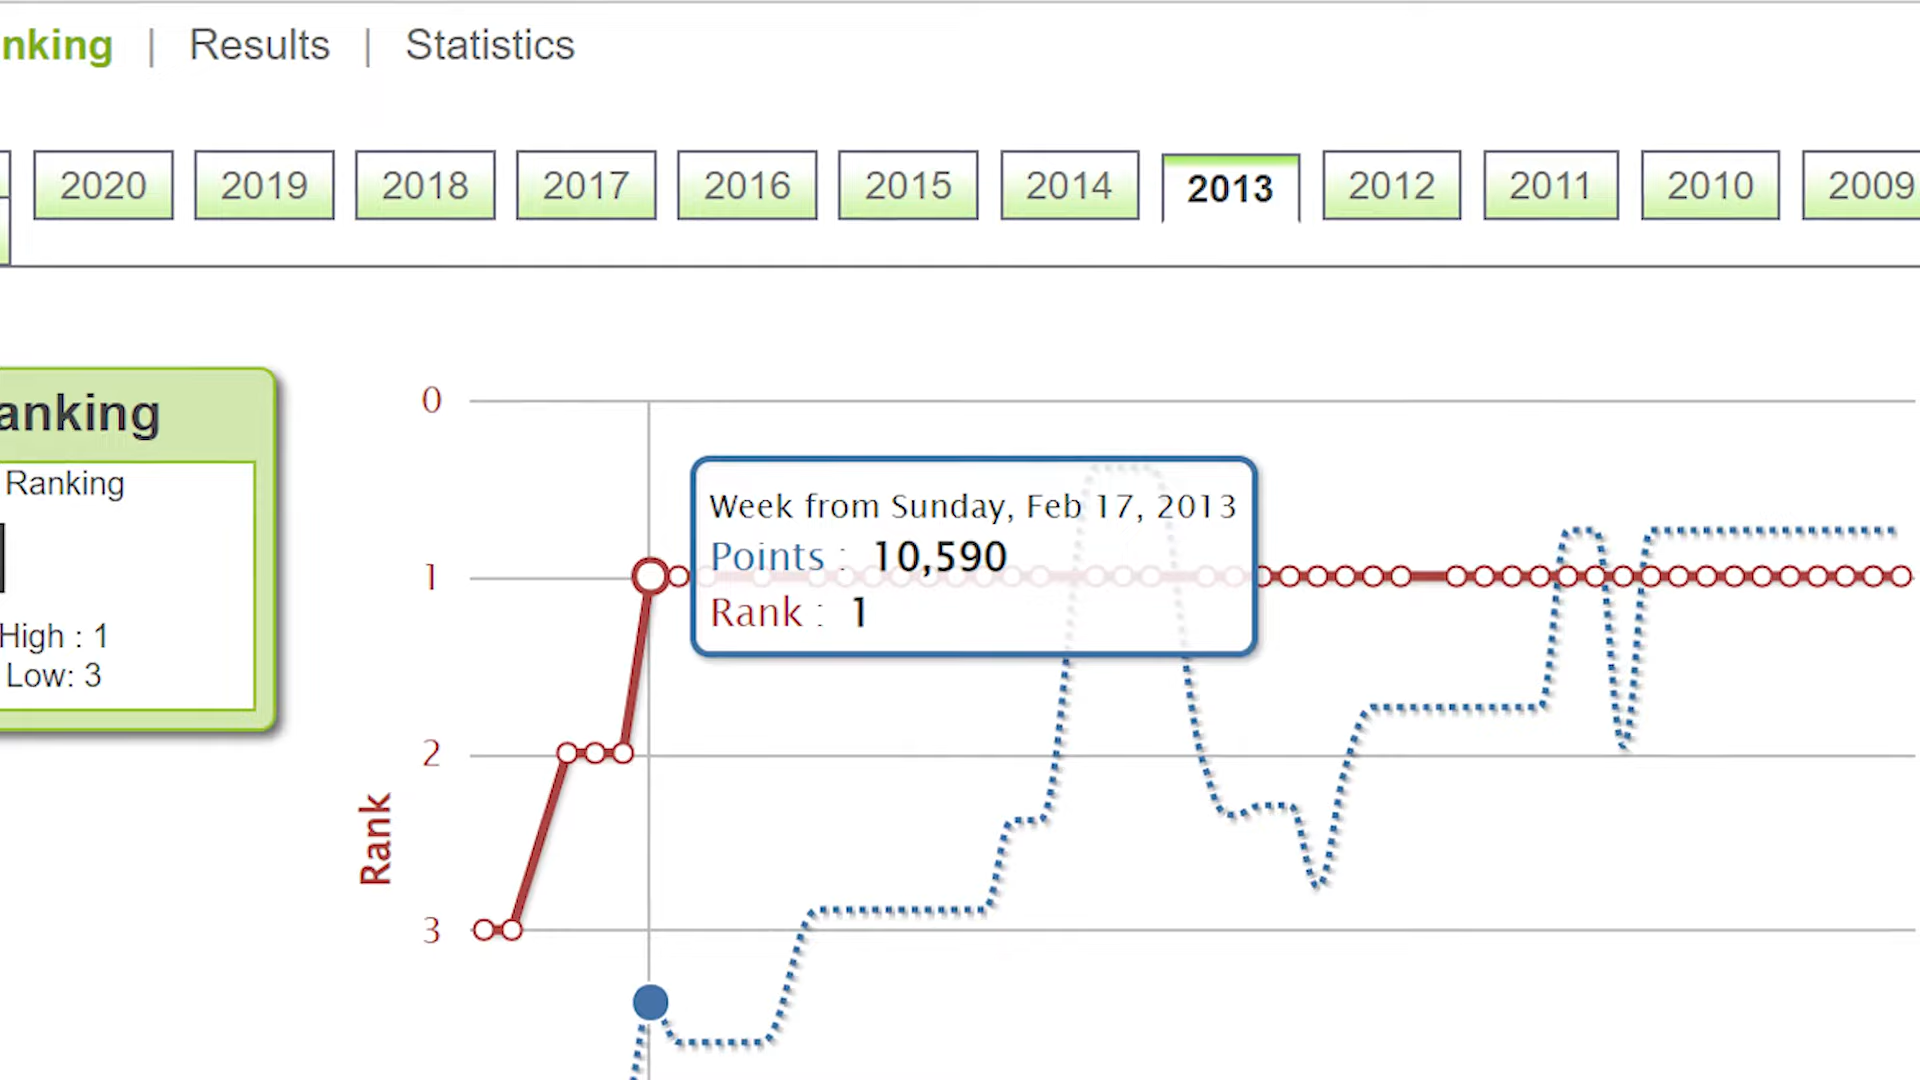 nking | Results | Statistics
2020 2019 2018 2017 2016 2015 2014 2013 2012 2011 2010 2009
anking
Ranking
High : 1
Low: 3
Rank
0
1
2
3
Week from Sunday, Feb 17, 2013
Points : 10,590
Rank : 1